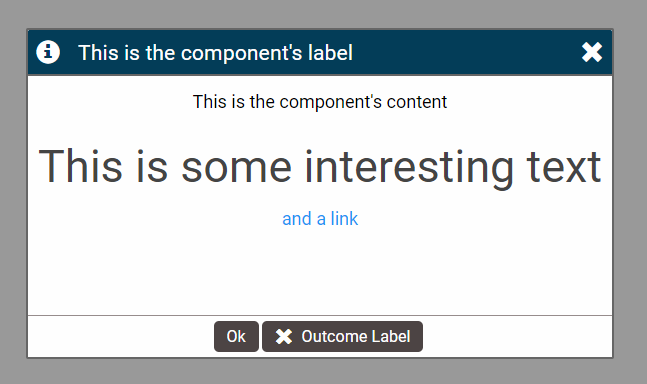 This is the component's label
This is the component's content
This is some interesting text
and a link
Ok
Outcome Label